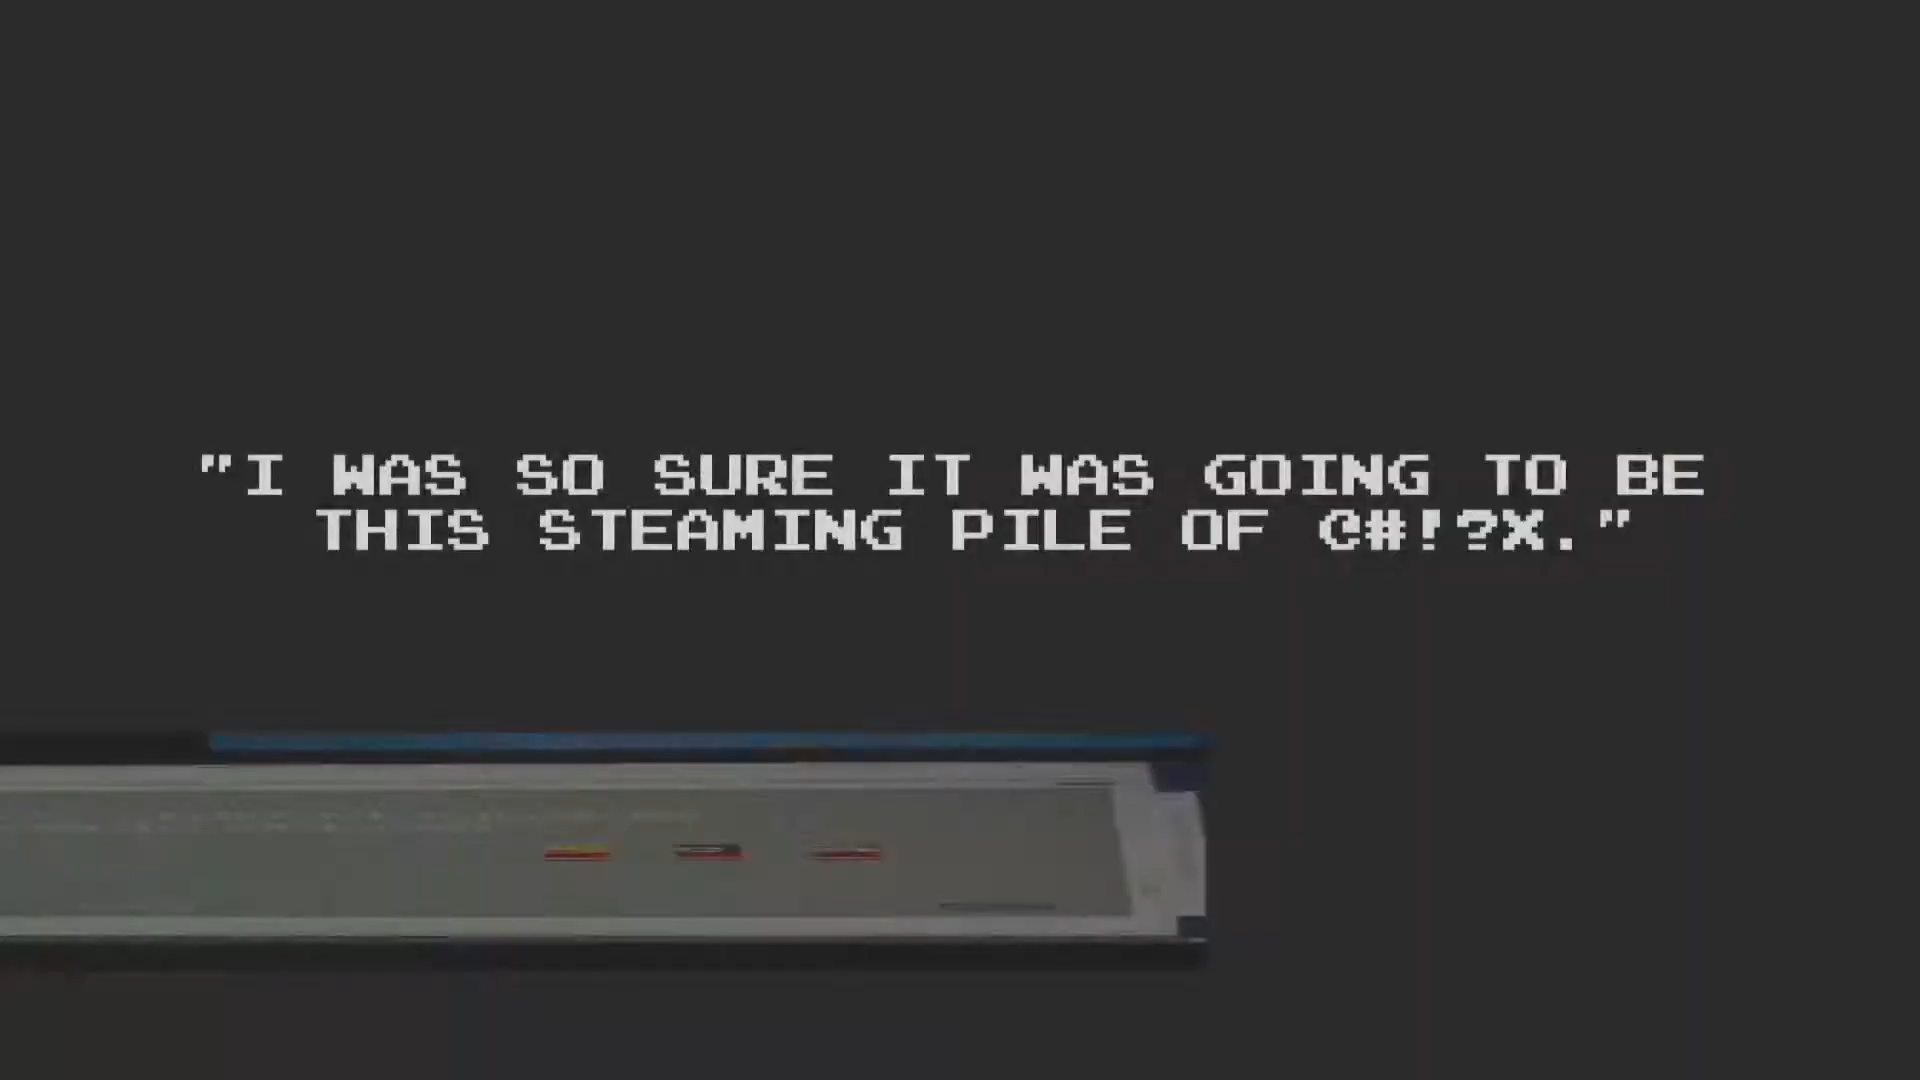 "I WAS SO SURE IT WAS GOING TO BE
THIS STEAMING PILE OF @#!?X."